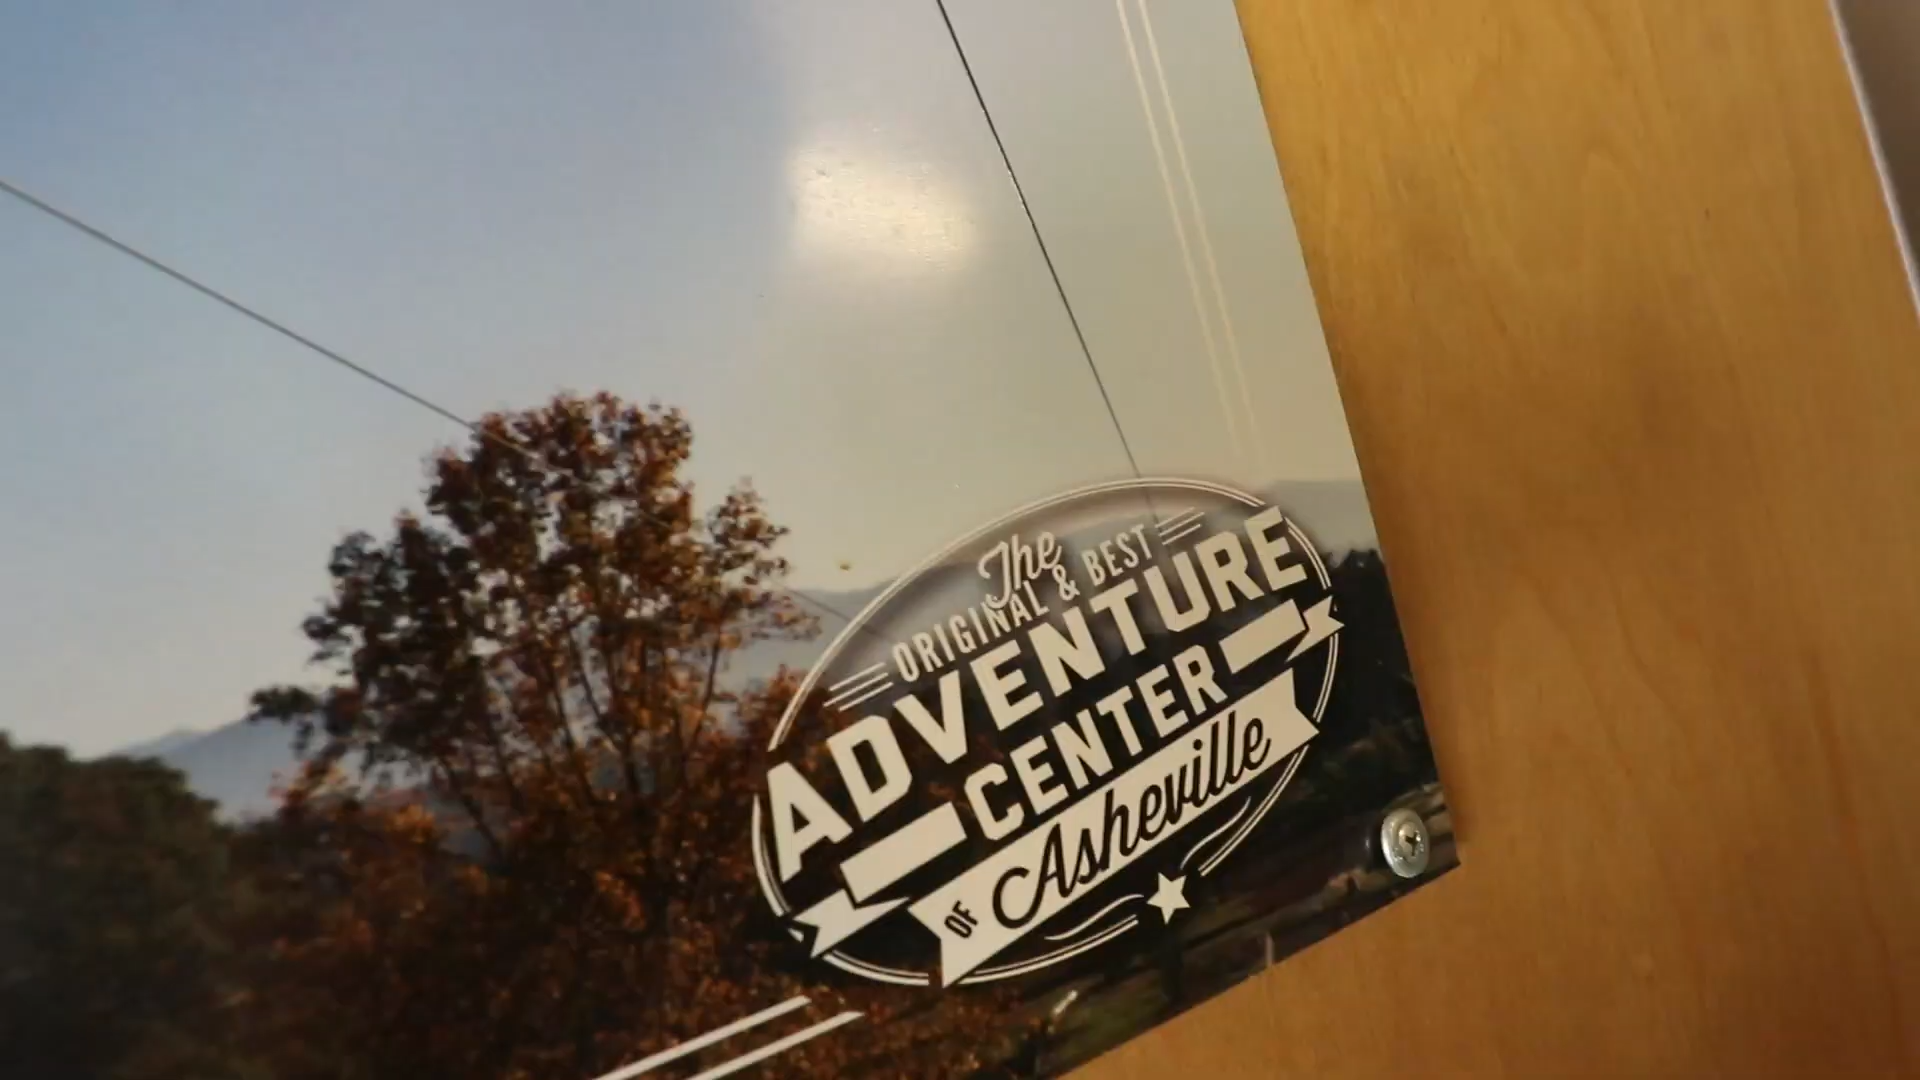 The
ORIGINAL & BEST
ADVENTURE
CENTER
OF Asheville